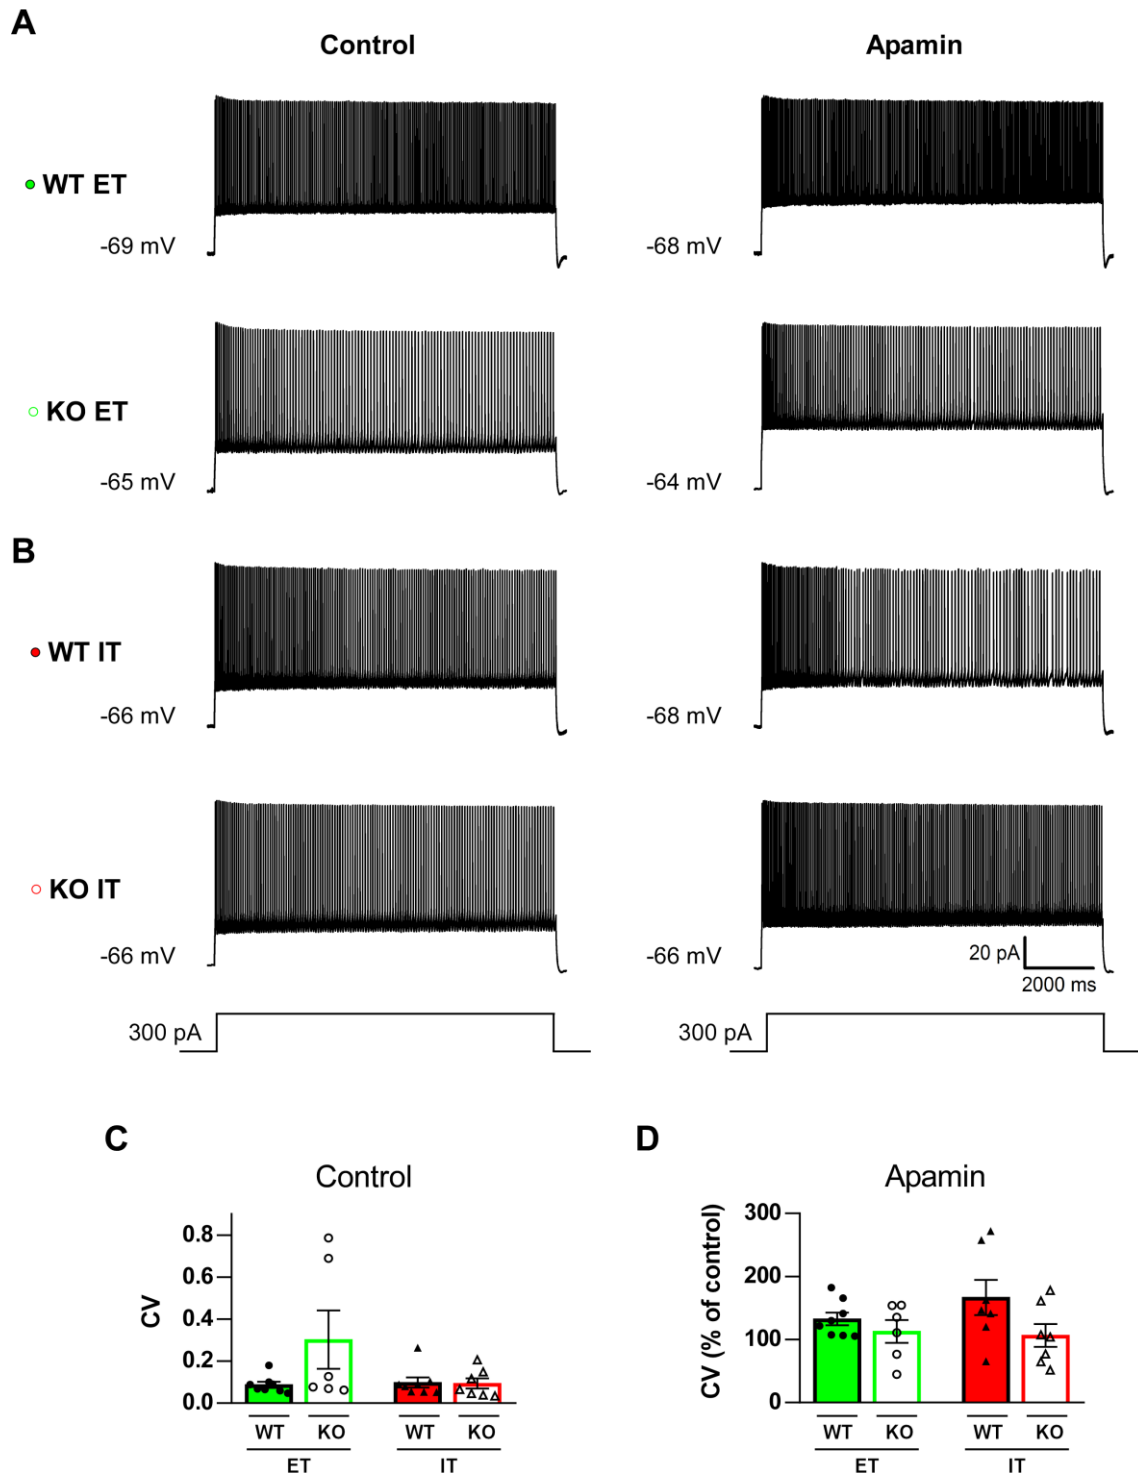 A
Control
Apamin
WT ET
-69 mV
-68 mV
KO ET
-65 mV
-64 mV
B
WT IT
-66 mV
-68 mV
KO IT
-66 mV
-66 mV
20 pA
2000 ms
300 pA
300 pA
C
D
Control
Apamin
CV
0.8
0.6
0.4
0.2
0.0
WT
KO
WT
KO
ET
IT
CV (% of control)
300
200
100
0
WT
KO
WT
KO
ET
IT